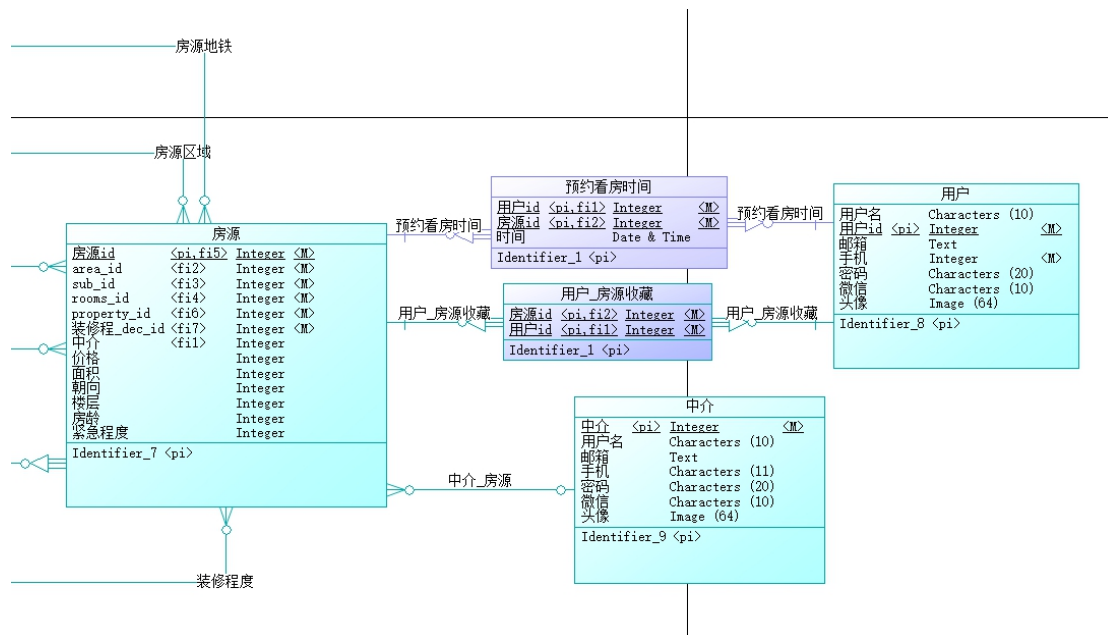 房源地铁
房源区域
房源
房源id <pi,fi5> Integer <M>
area_id <fi2> Integer <M>
sub_id <fi3> Integer <M>
rooms_id <fi4> Integer <M>
property_id <fi6> Integer <M>
装修程_dec_id <fi7> Integer <M>
中介 <fi1> Integer
价格 Integer
面积 Integer
朝向 Integer
楼层 Integer
房龄 Integer
紧急程度 Integer
Identifier_7 <pi>
装修程度
预约看房时间
预约看房时间
用户id <pi,fi1> Integer <M>
房源id <pi,fi2> Integer <M>
时间 Date & Time
Identifier_1 <pi>
预约看房时间
用户_房源收藏
用户_房源收藏
房源id <pi,fi2> Integer <M>
用户id <pi,fi1> Integer <M>
Identifier_1 <pi>
用户_房源收藏
用户
用户名 Characters (10)
用户id <pi> Integer <M>
邮箱 Text
手机 Integer <M>
密码 Characters (20)
微信 Characters (10)
头像 Image (64)
Identifier_8 <pi>
中介_房源
中介
中介 <pi> Integer <M>
用户名 Characters (10)
邮箱 Text
手机 Characters (11)
密码 Characters (20)
微信 Characters (10)
头像 Image (64)
Identifier_9 <pi>